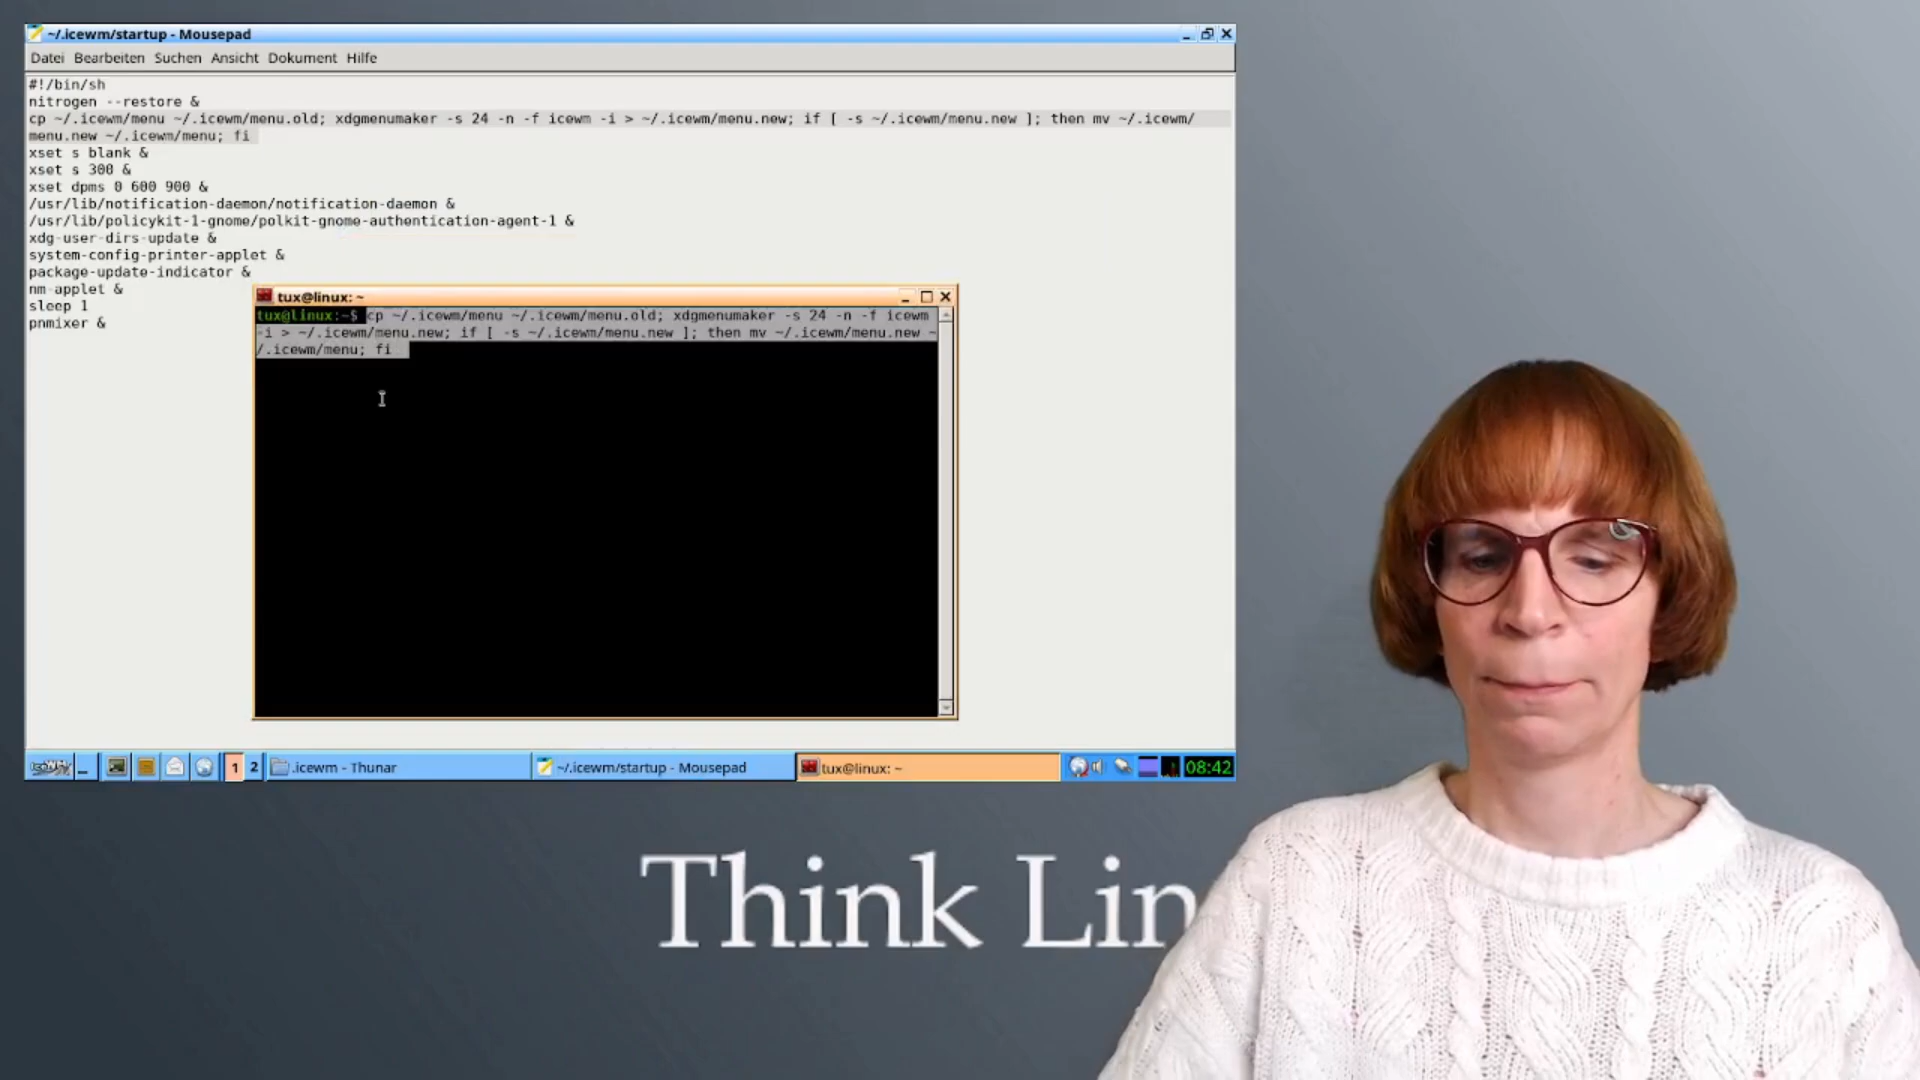 ~/.icewm/startup - Mousepad
Datei Bearbeiten Suchen Ansicht Dokument Hilfe
#!/bin/sh
nitrogen --restore &
cp ~/.icewm/menu ~/.icewm/menu.old; xdgmenumaker -s 24 -n -f icewm -i > ~/.icewm/menu.new; if [ -s ~/.icewm/menu.new ]; then mv ~/.icewm/
menu.new ~/.icewm/menu; fi
xset s blank &
xset s 300 &
xset dpms 0 600 900 &
/usr/lib/notification-daemon/notification-daemon &
/usr/lib/policykit-1-gnome/polkit-gnome-authentication-agent-1 &
xdg-user-dirs-update &
system-config-printer-applet &
package-update-indicator &
nm-applet &
sleep 1
pnmixer &
tux@linux: ~
tux@linux:~$ cp ~/.icewm/menu ~/.icewm/menu.old; xdgmenumaker -s 24 -n -f icewm
-i > ~/.icewm/menu.new; if [ -s ~/.icewm/menu.new ]; then mv ~/.icewm/menu.new ~
/.icewm/menu; fi
IceWM 1 2 .icewm - Thunar ~/.icewm/startup - Mousepad tux@linux: ~ 08:42
Think Lin